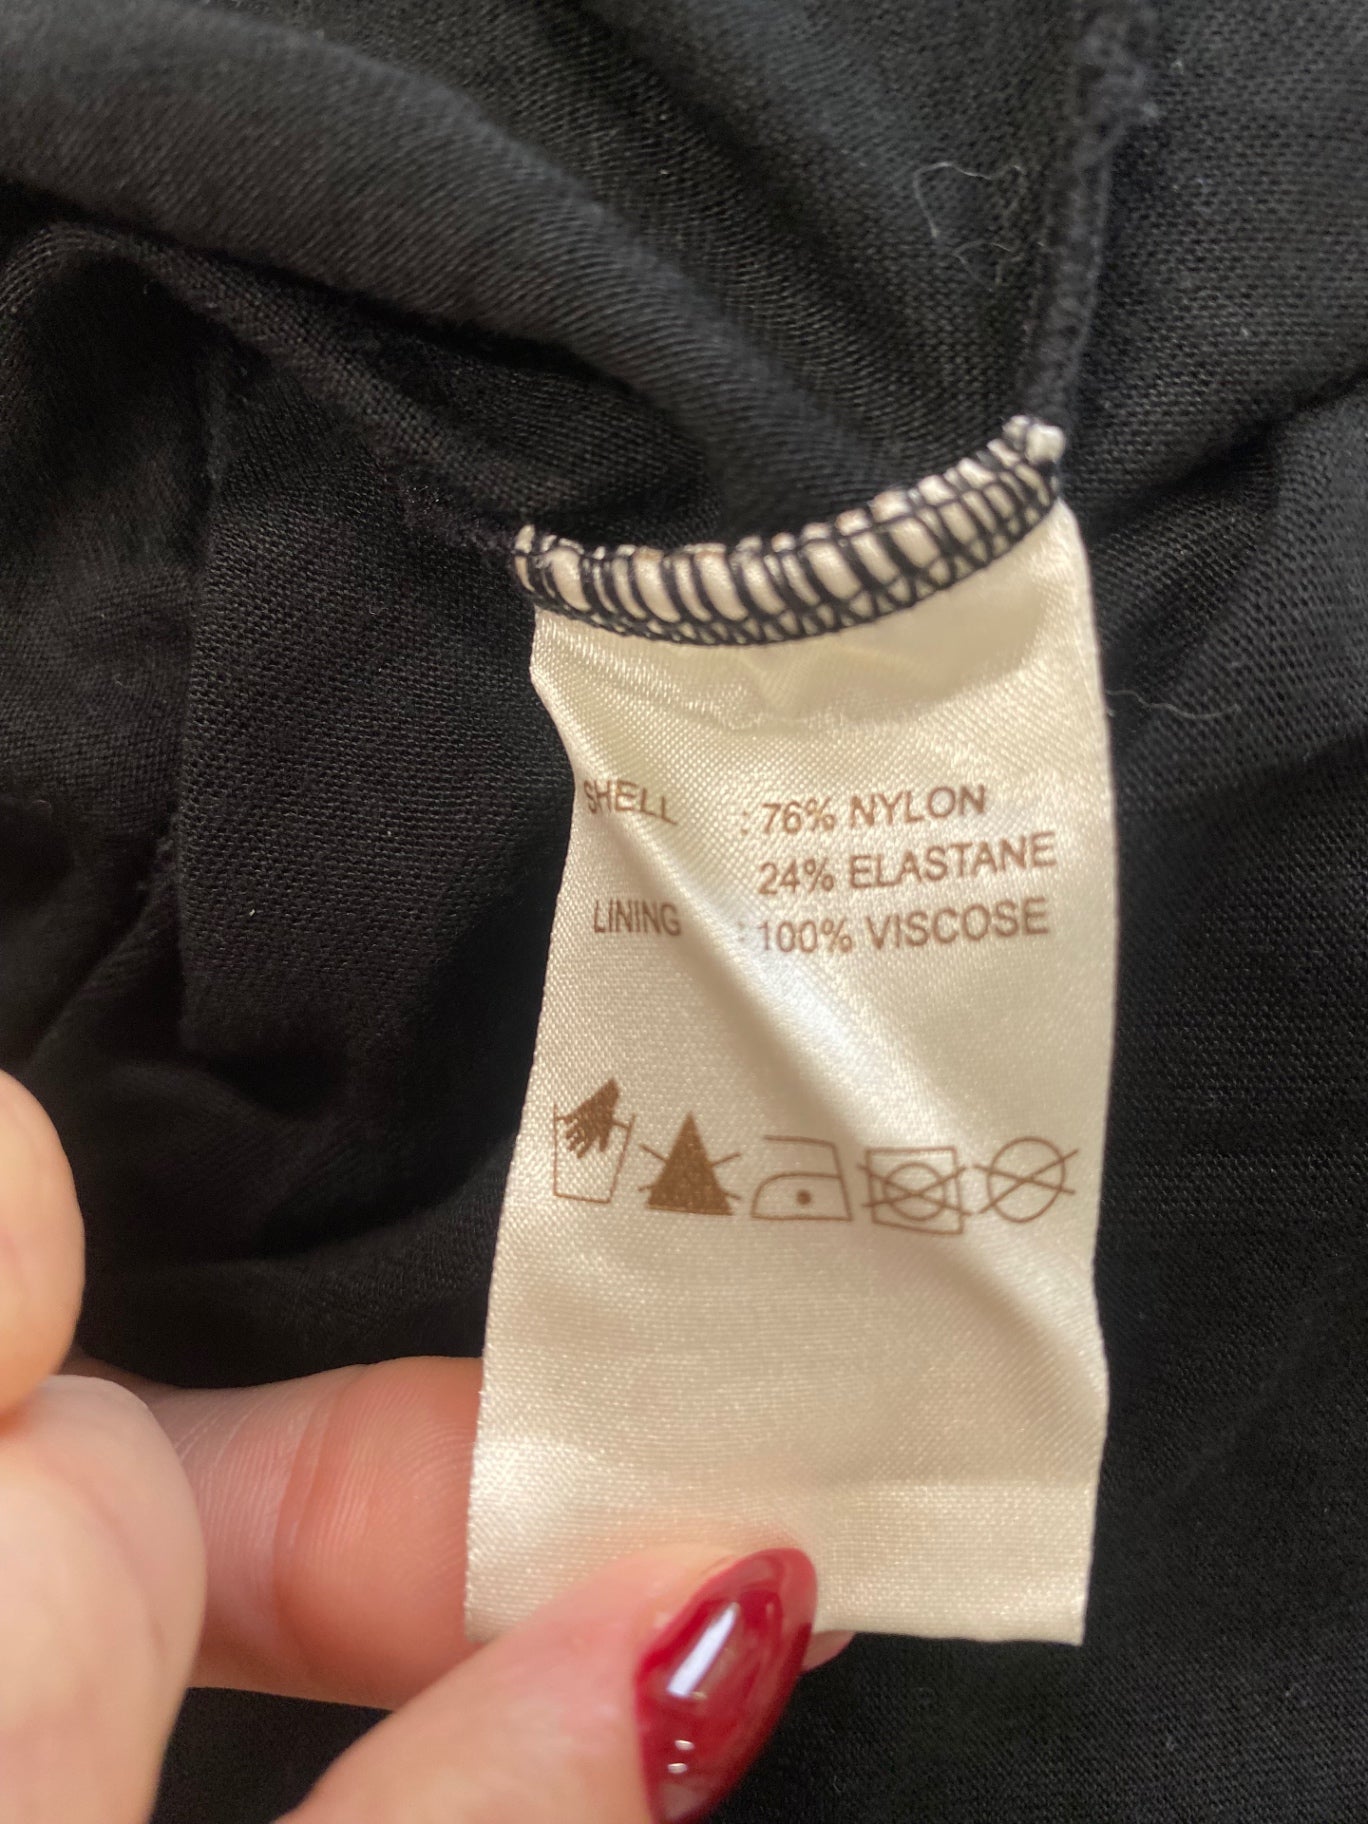 SHELL : 76% NYLON
24% ELASTANE
LINING : 100% VISCOSE